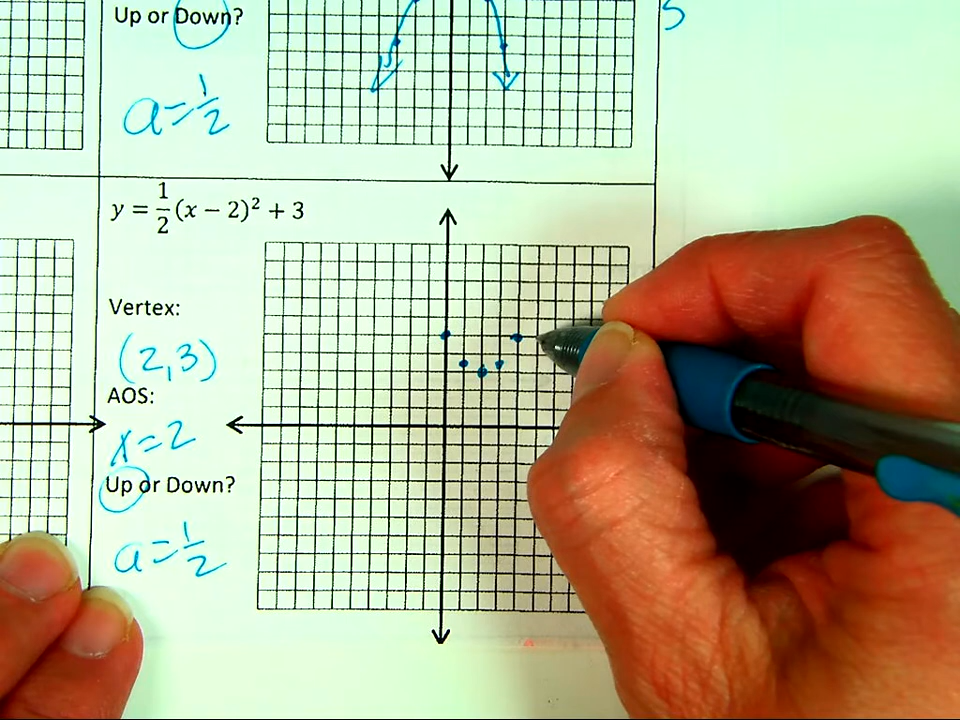 Up or Down?
5
a=1/2
y = 1/2(x − 2)² + 3
Vertex:
(2,3)
AOS:
x=2
Up or Down?
a=1/2